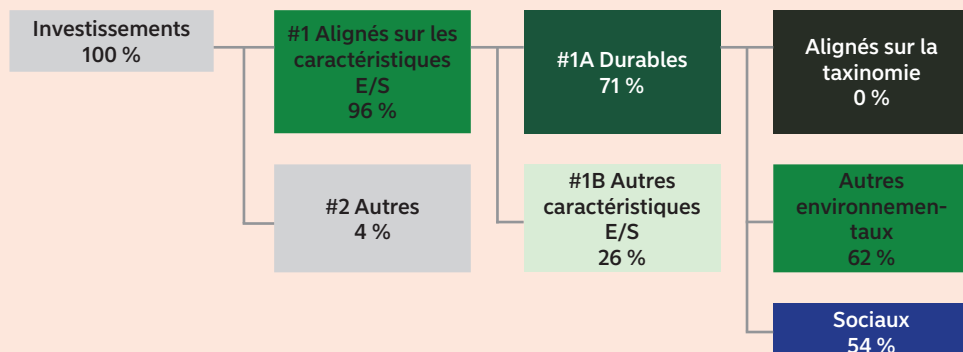 Investissements
100 %
#1 Alignés sur les
caractéristiques
E/S
96 %
#1A Durables
71 %
Alignés sur la
taxinomie
0 %
#2 Autres
4 %
#1B Autres
caractéristiques
E/S
26 %
Autres
environnemen-
taux
62 %
Sociaux
54 %